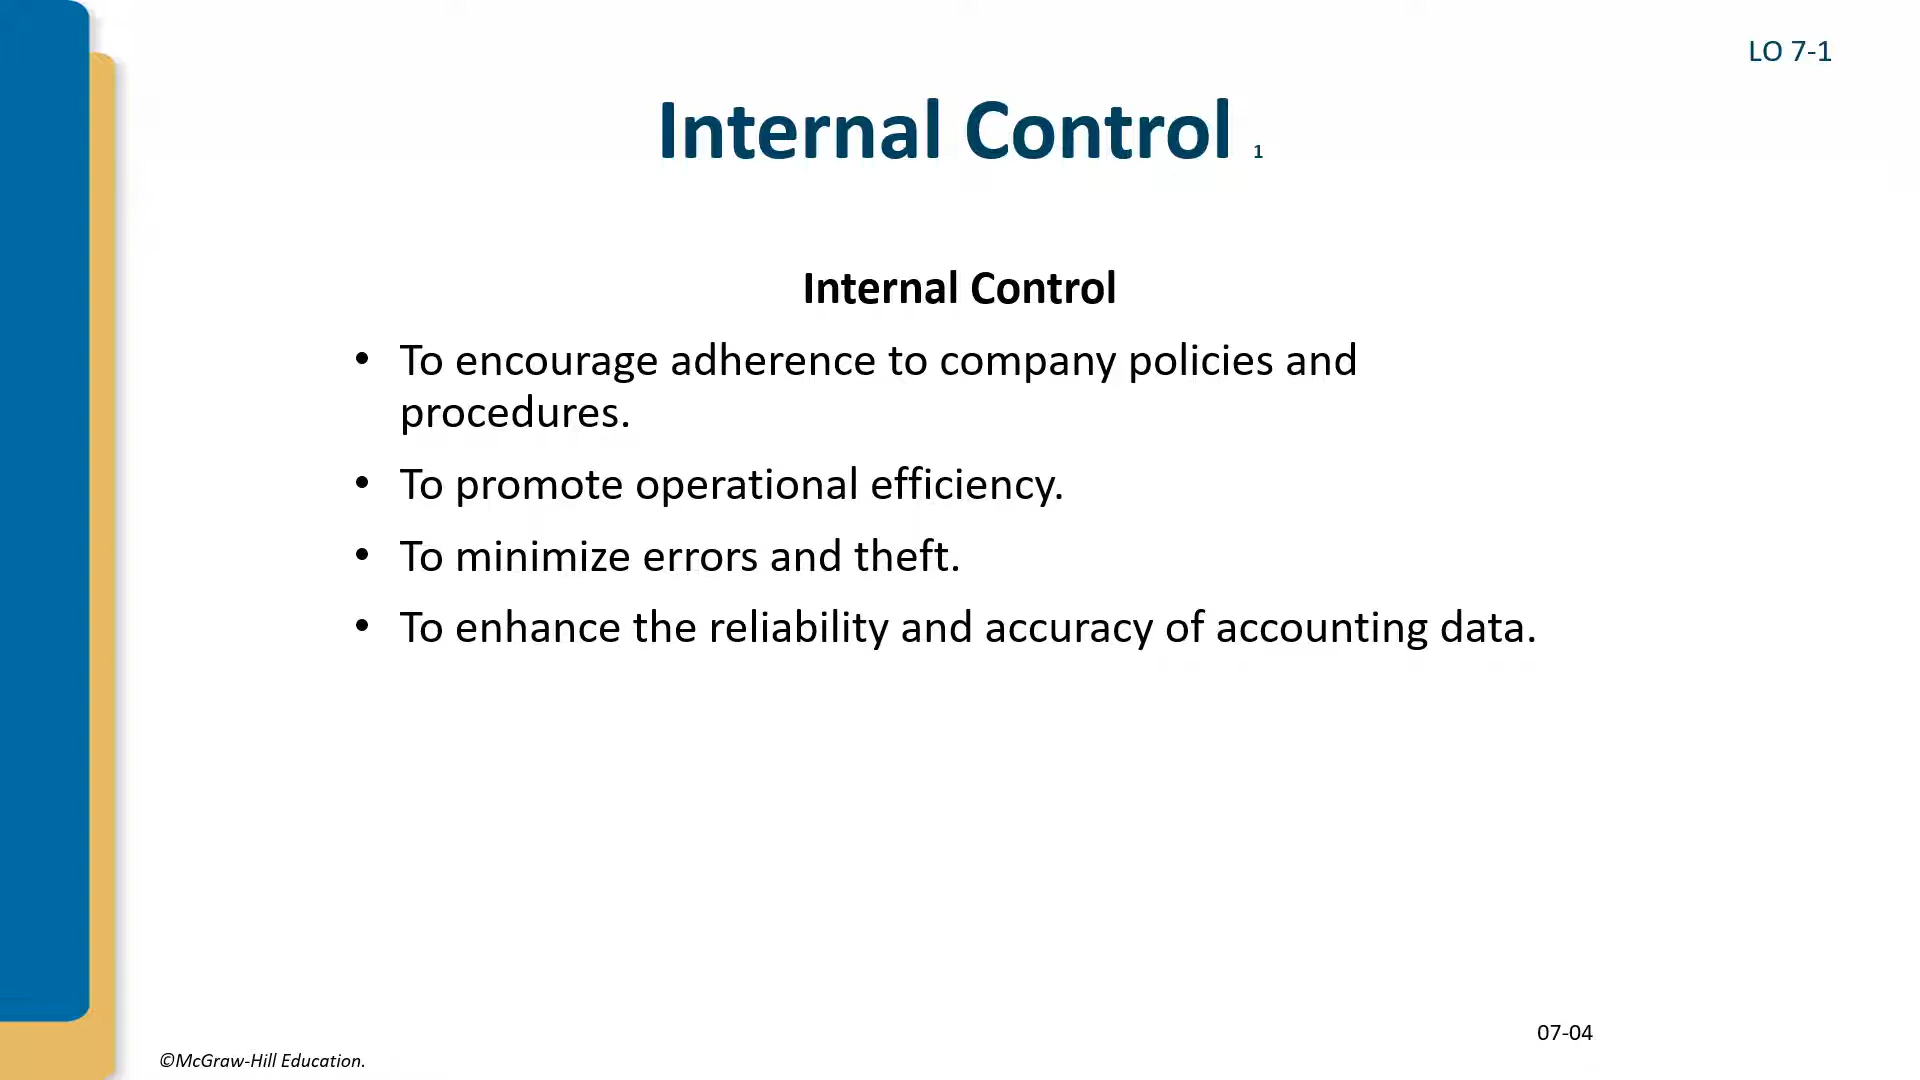 LO 7-1
Internal Control 1
Internal Control
• To encourage adherence to company policies and
procedures.
• To promote operational efficiency.
• To minimize errors and theft.
• To enhance the reliability and accuracy of accounting data.
07-04
©McGraw-Hill Education.